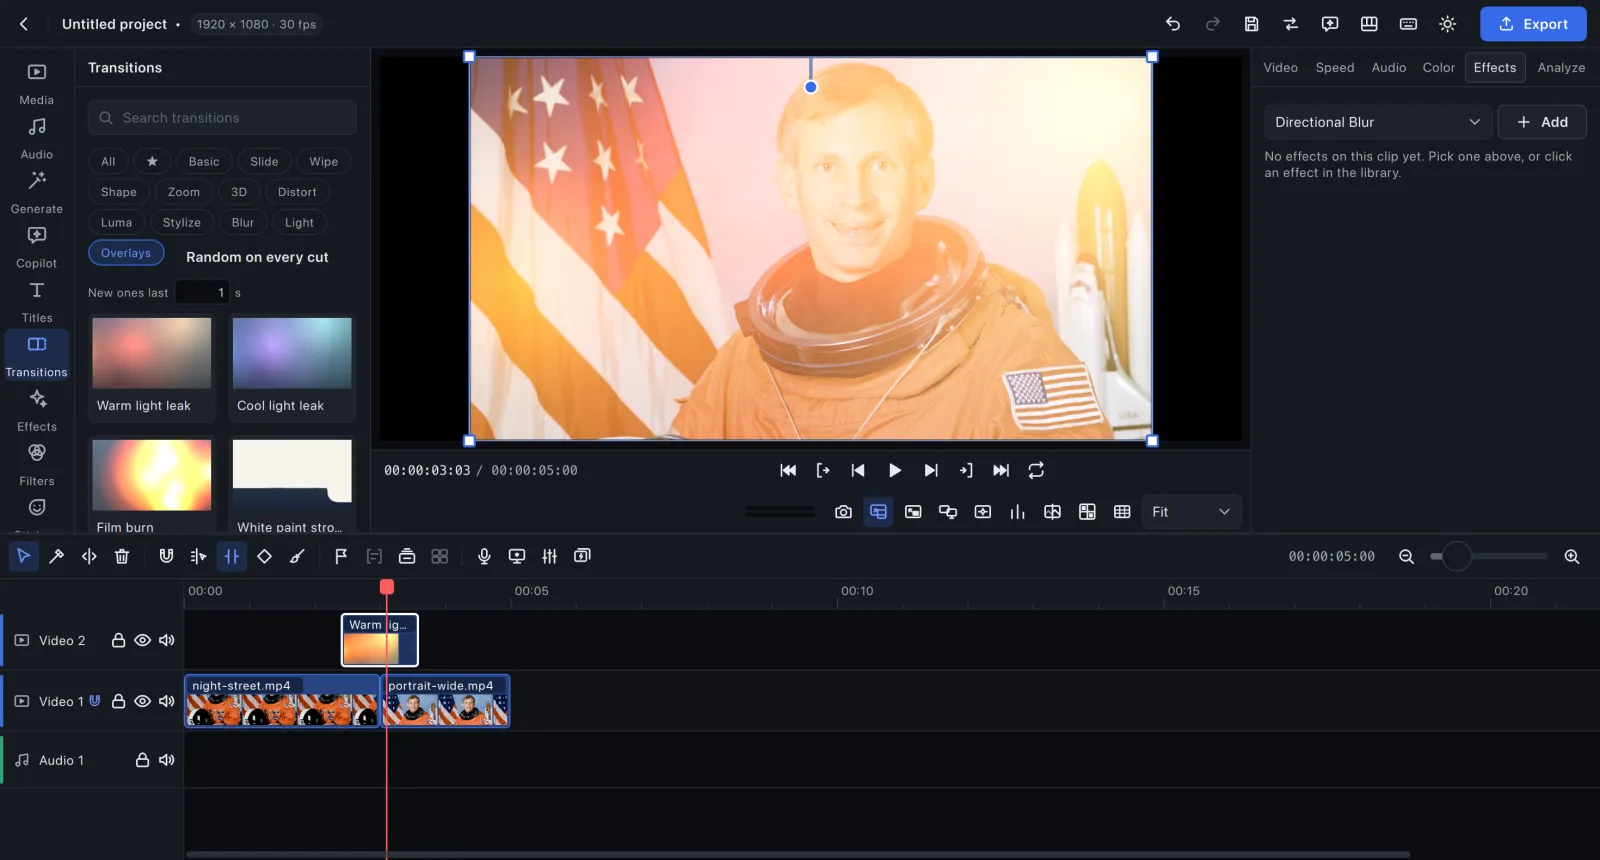 Untitled project •
1920 × 1080 · 30 fps
Export
Media
Audio
Generate
Copilot
Titles
Transitions
Effects
Filters
Transitions
Search transitions
All
Basic
Slide
Wipe
Shape
Zoom
3D
Distort
Luma
Stylize
Blur
Light
Overlays
Random on every cut
New ones last 1 s
Warm light leak
Cool light leak
Film burn
White paint stro...
USA
00:00:03:03 / 00:00:05:00
Fit
Video
Speed
Audio
Color
Effects
Analyze
Directional Blur
Add
No effects on this clip yet. Pick one above, or click
an effect in the library.
00:00:05:00
00:00
00:05
00:10
00:15
00:20
Video 2
Warm lig...
Video 1
night-street.mp4
portrait-wide.mp4
Audio 1